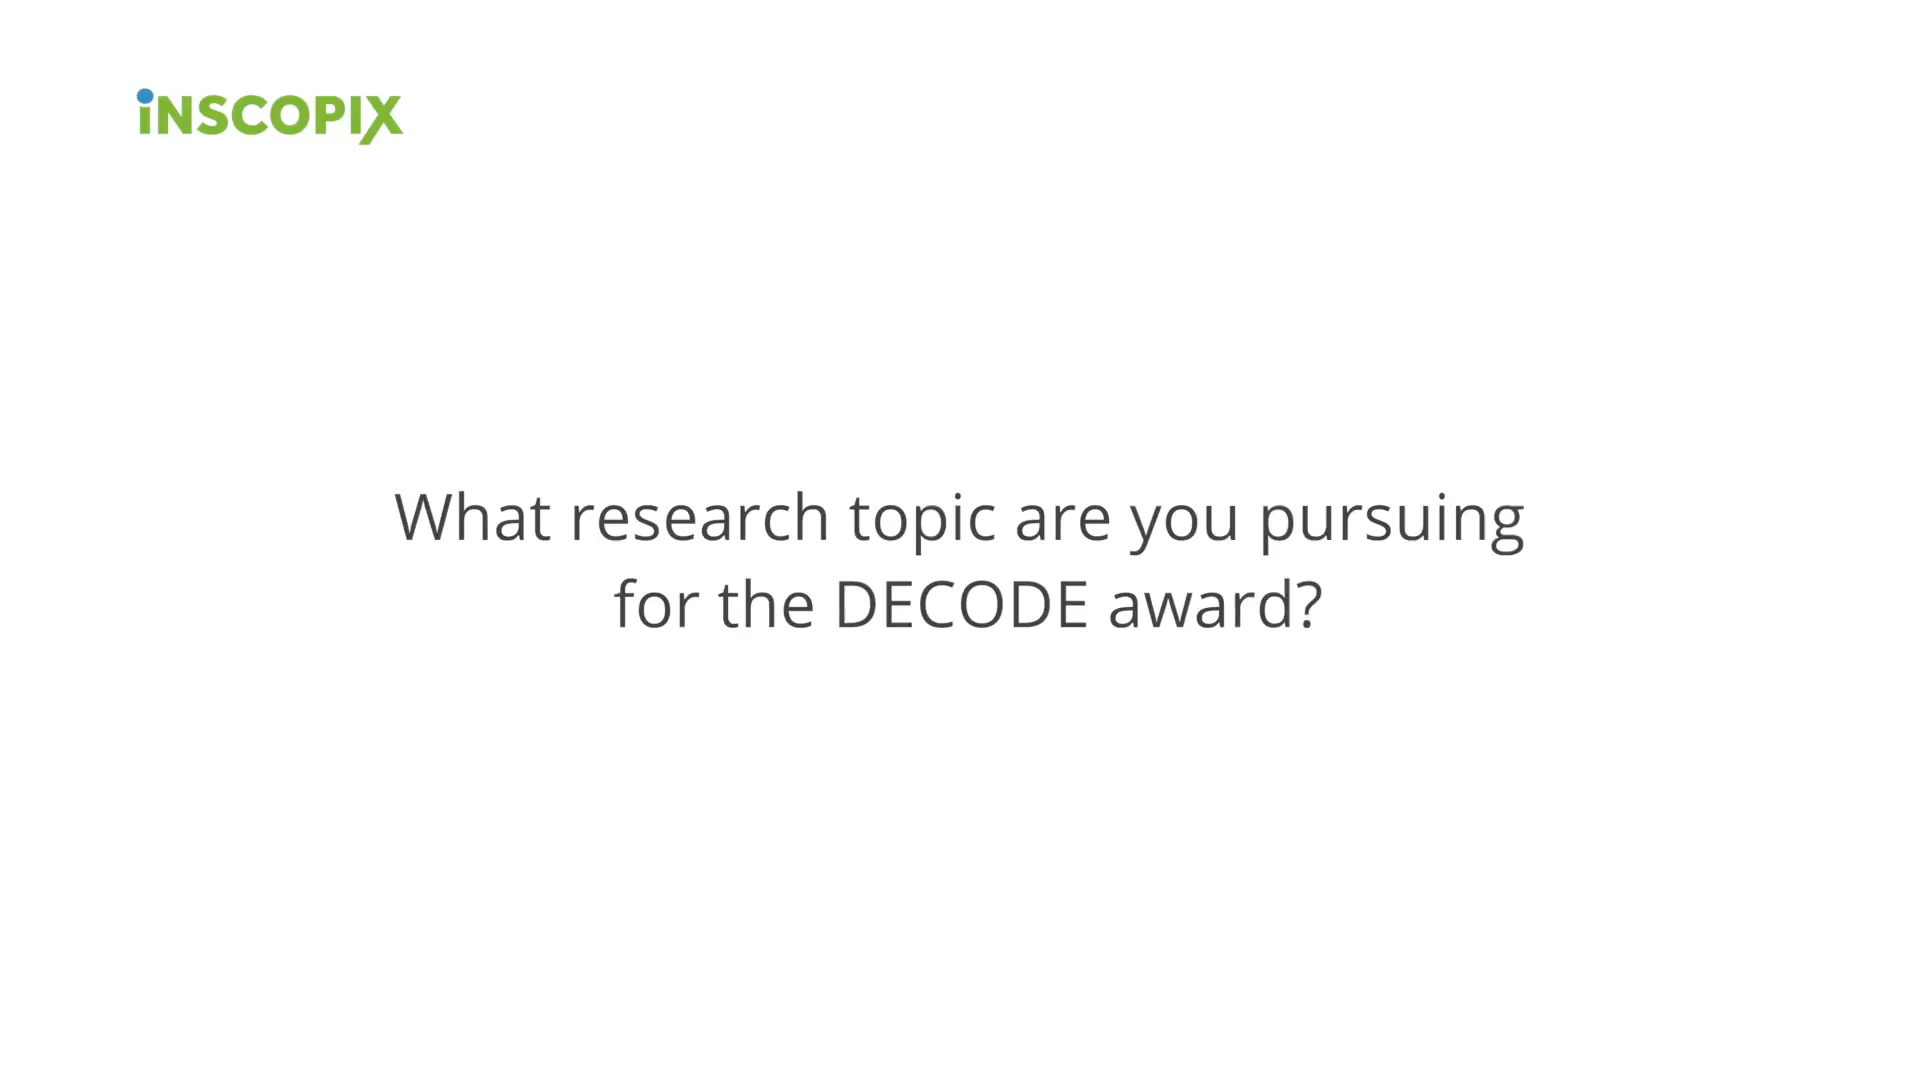 iNSCOPIX
What research topic are you pursuing
for the DECODE award?